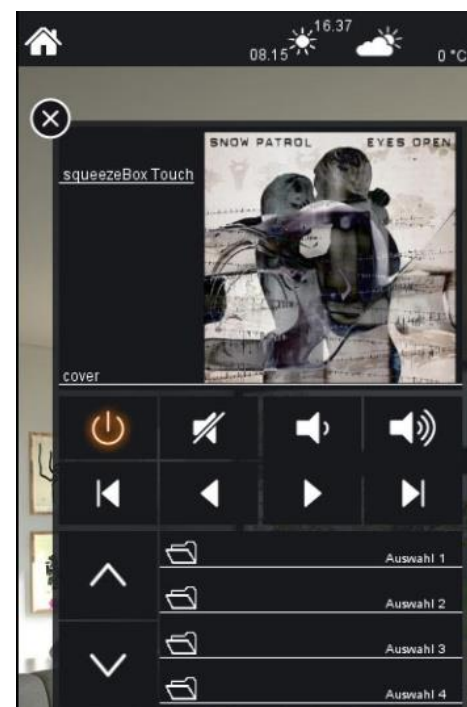 16.37
08.15
0 °C
SNOW PATROL EYES OPEN
squeezeBox Touch
cover
Auswahl 1
Auswahl 2
Auswahl 3
Auswahl 4